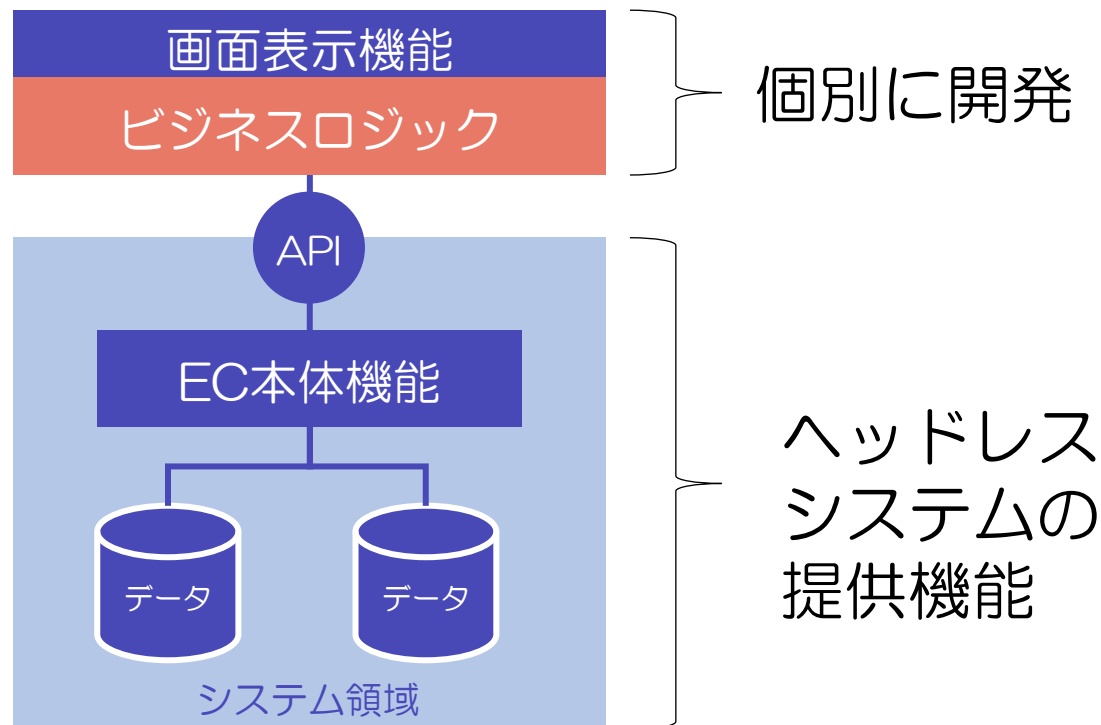 画面表示機能
ビジネスロジック
個別に開発
API
EC本体機能
ヘッドレス
システムの
提供機能
データ
データ
システム領域